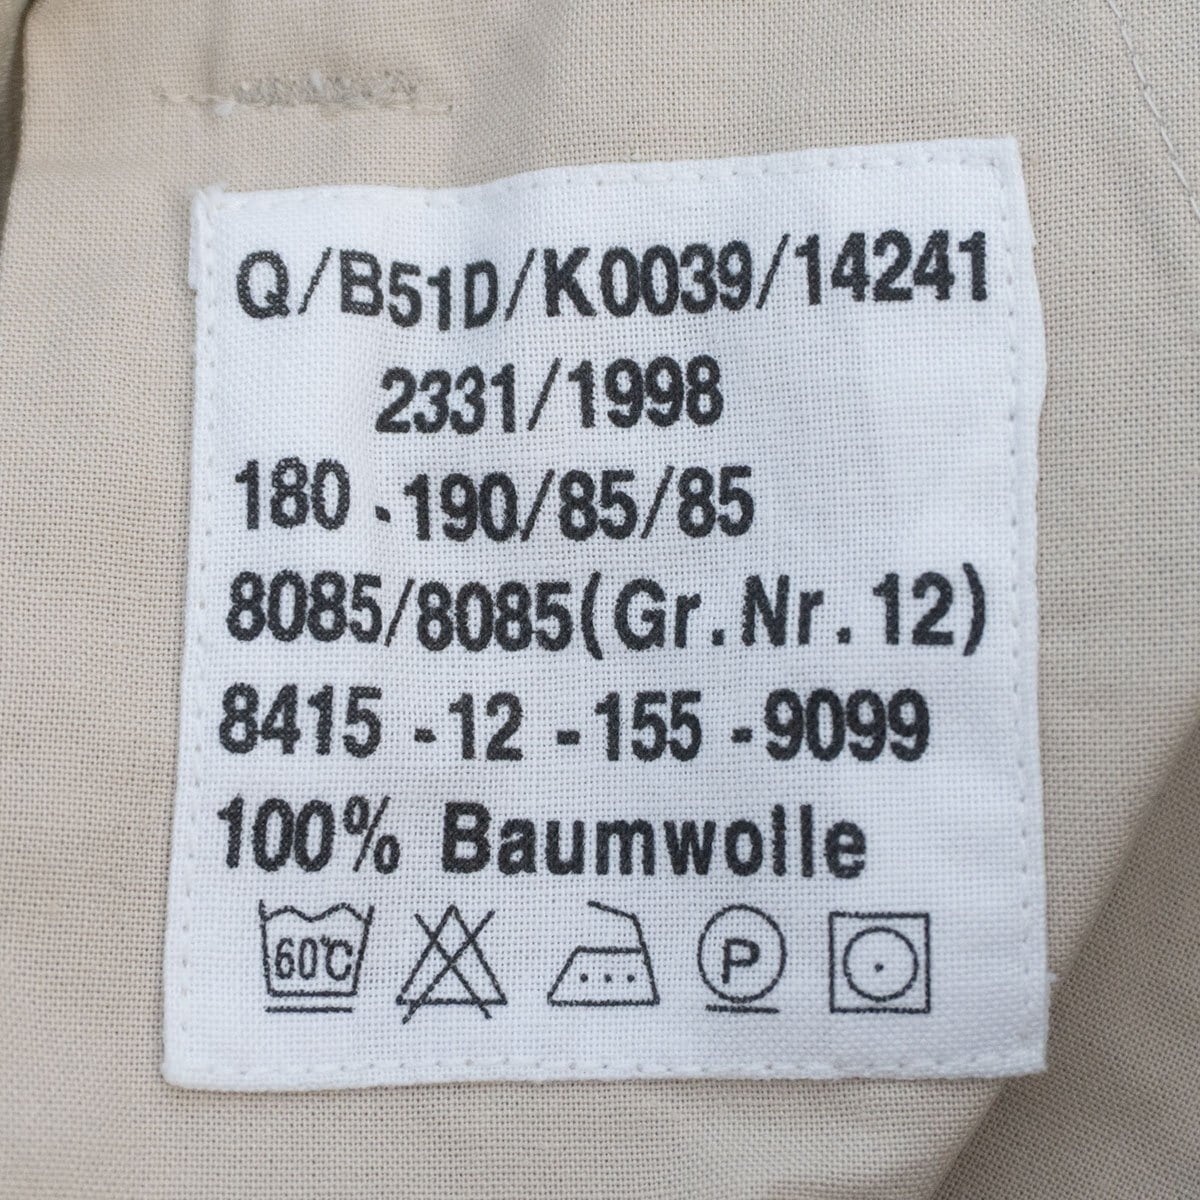 Q/B51D/K0039/14241
2331/1998
180 -190/85/85
8085/8085(Gr.Nr.12)
8415 -12 -155 -9099
100% Baumwolle
60°C P